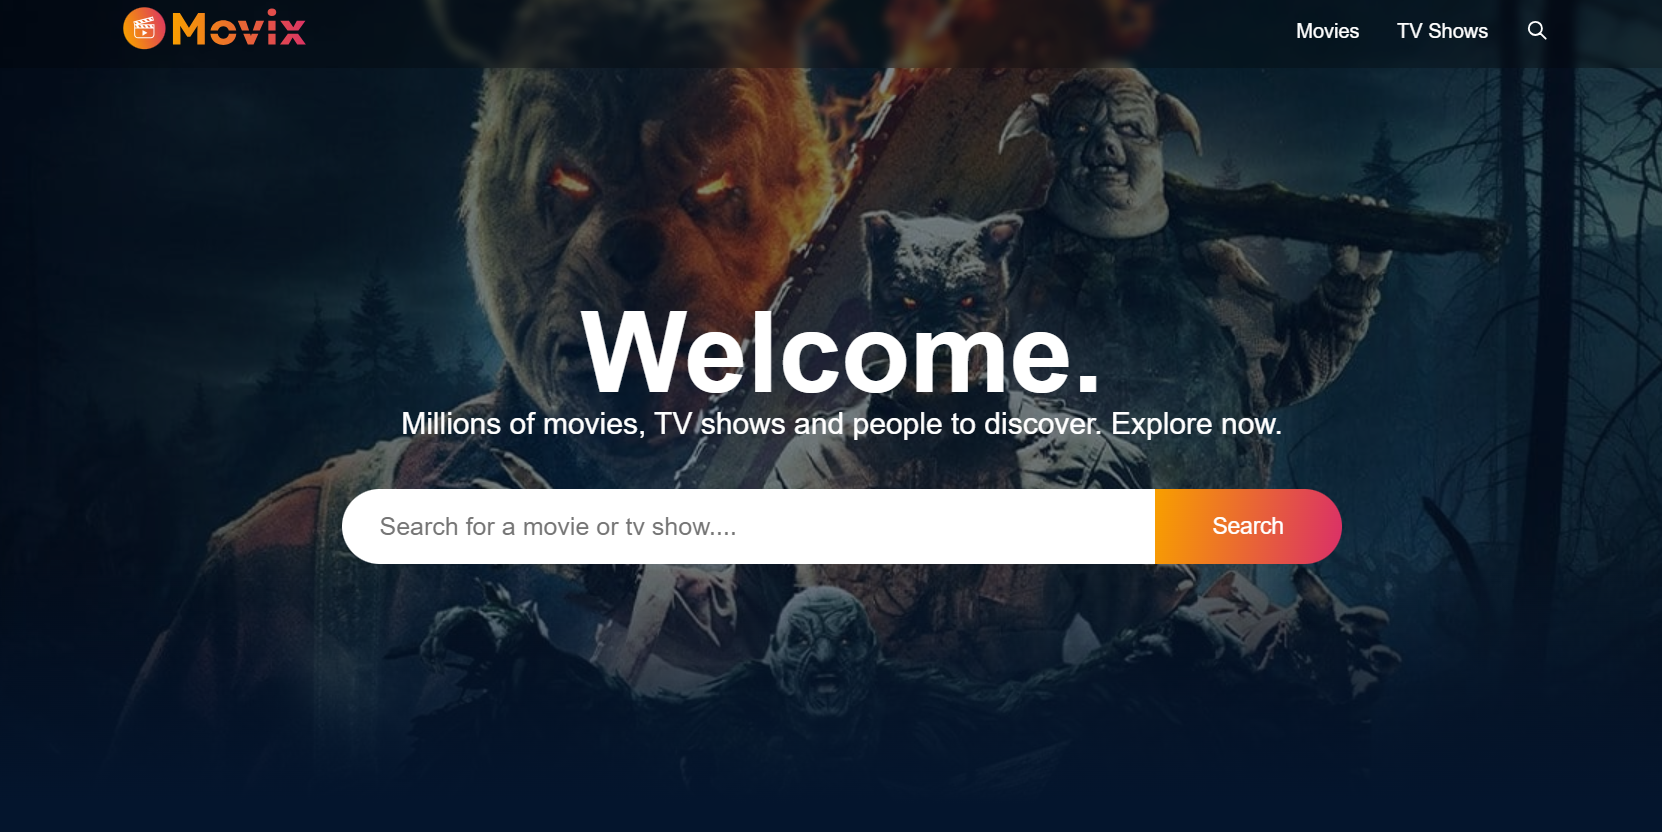 Movix
Movies
TV Shows
Welcome.
Millions of movies, TV shows and people to discover. Explore now.
Search for a movie or tv show....
Search